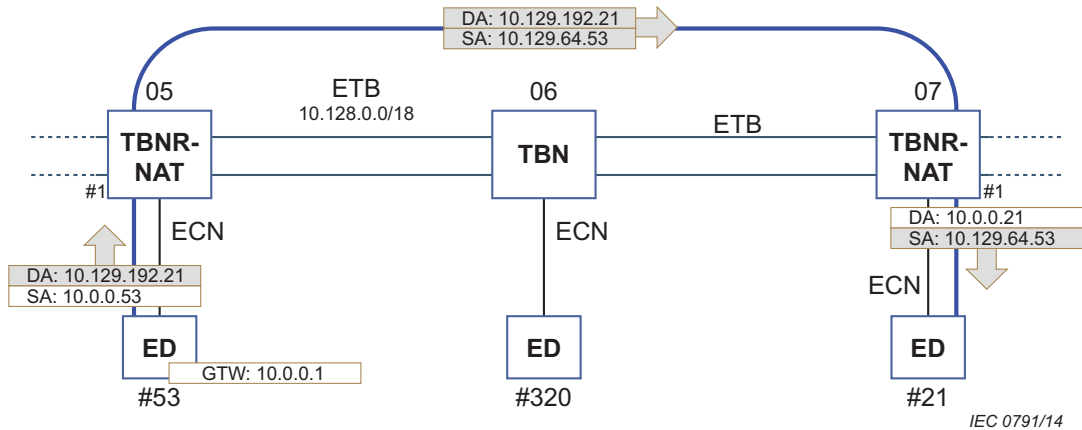 DA: 10.129.192.21
SA: 10.129.64.53
05
ETB
10.128.0.0/18
06
07
TBNR-
NAT
TBN
ETB
TBNR-
NAT
#1
#1
ECN
ECN
DA: 10.0.0.21
SA: 10.129.64.53
DA: 10.129.192.21
SA: 10.0.0.53
ECN
ED
ED
ED
GTW: 10.0.0.1
#53
#320
#21
IEC 0791/14